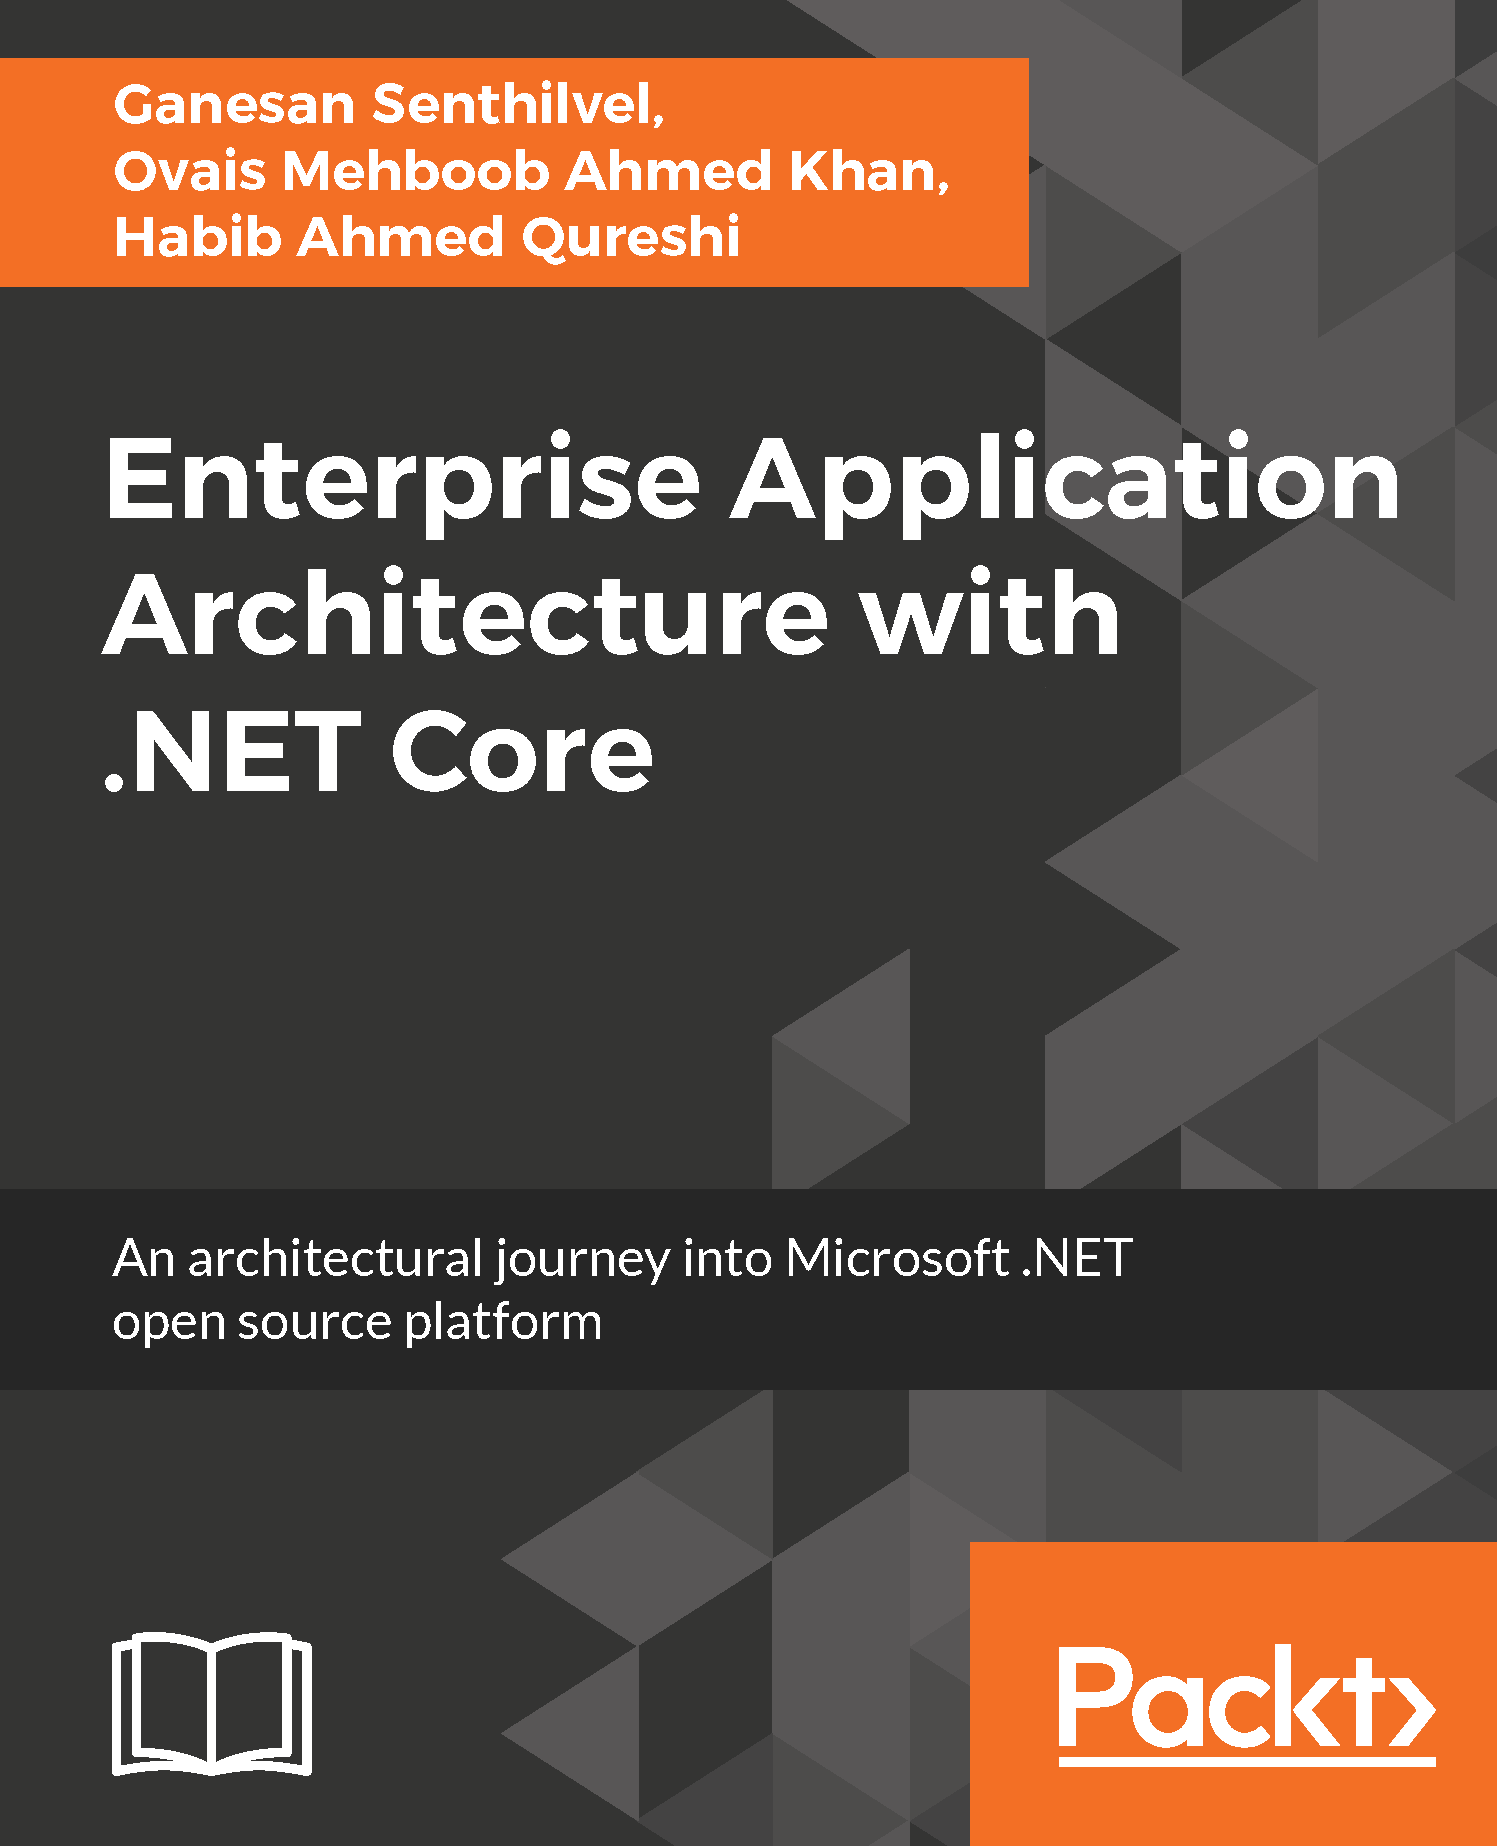 Ganesan Senthilvel,
Ovais Mehboob Ahmed Khan,
Habib Ahmed Qureshi
Enterprise Application
Architecture with
.NET Core
An architectural journey into Microsoft .NET
open source platform
Packt